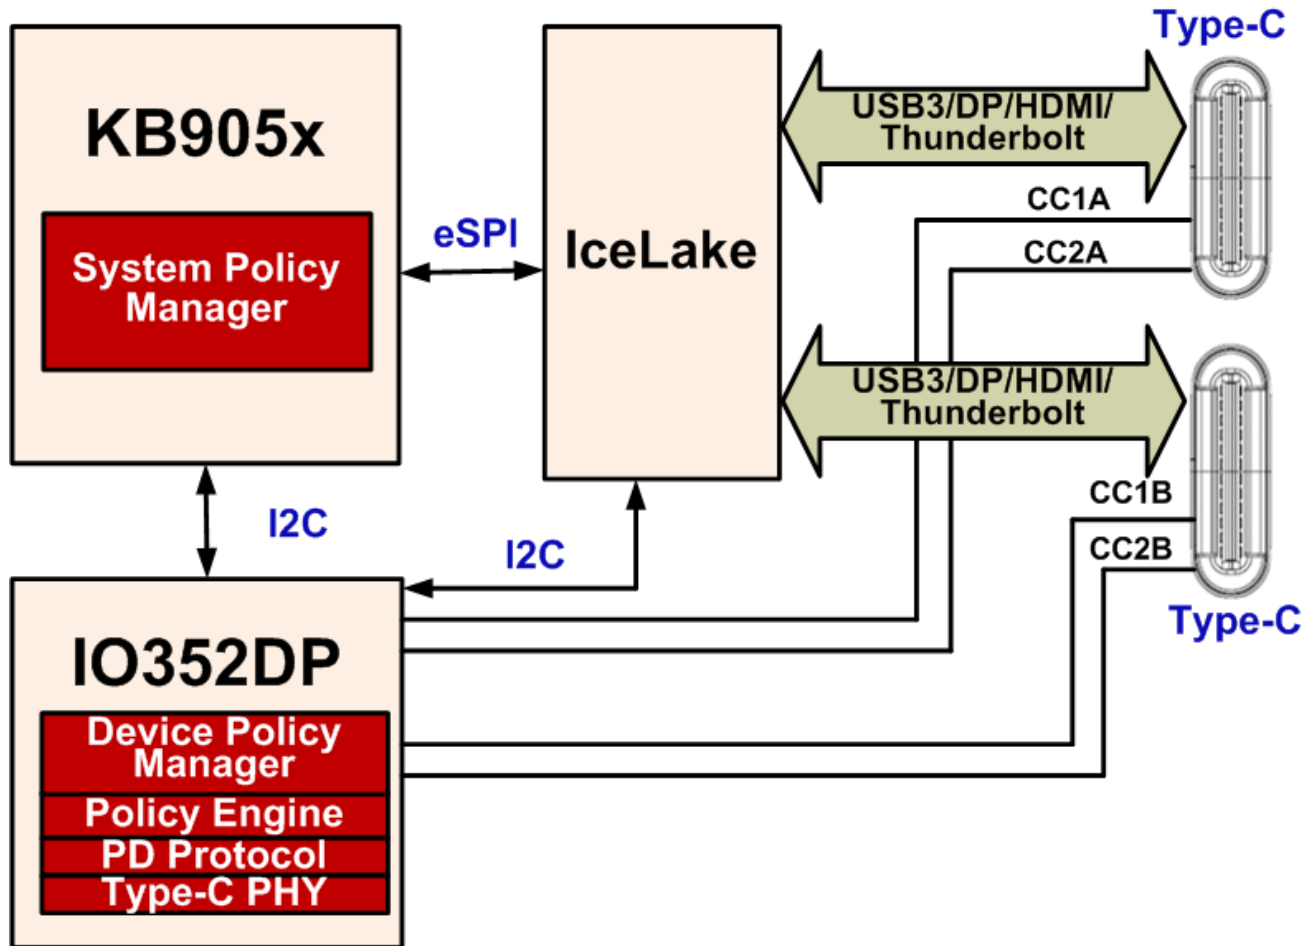 Type-C
KB905x
System Policy
Manager
eSPI
IceLake
USB3/DP/HDMI/
Thunderbolt
CC1A
CC2A
USB3/DP/HDMI/
Thunderbolt
CC1B
CC2B
Type-C
I2C
I2C
IO352DP
Device Policy
Manager
Policy Engine
PD Protocol
Type-C PHY